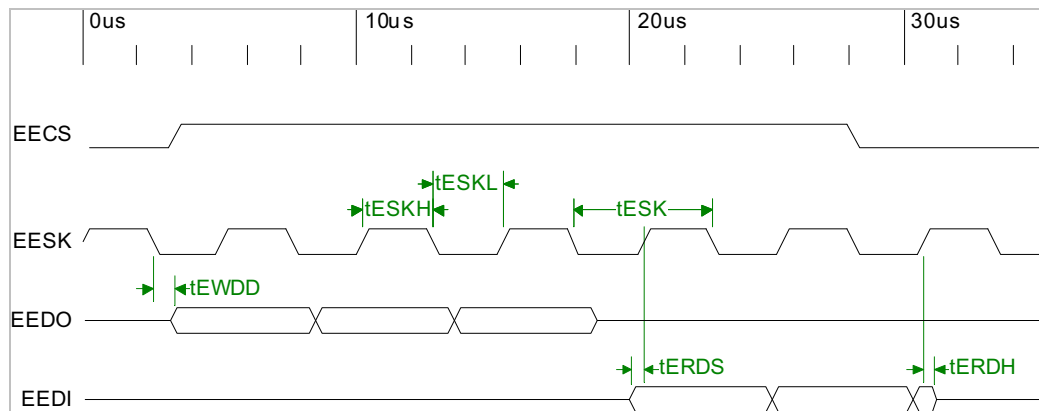 0us 10us 20us 30us
EECS
tESKL
tESKH tESK
EESK
tEWDD
EEDO
tERDS tERDH
EEDI